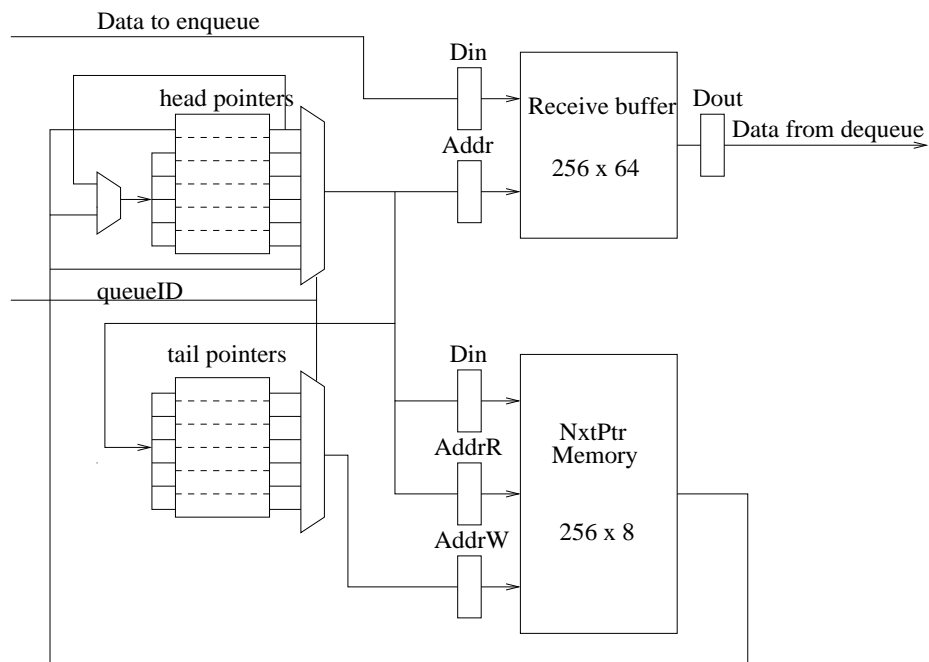 Data to enqueue
Din
head pointers
Receive buffer
Dout
Addr
Data from dequeue
256 x 64
queueID
tail pointers
Din
NxtPtr
Memory
AddrR
256 x 8
AddrW